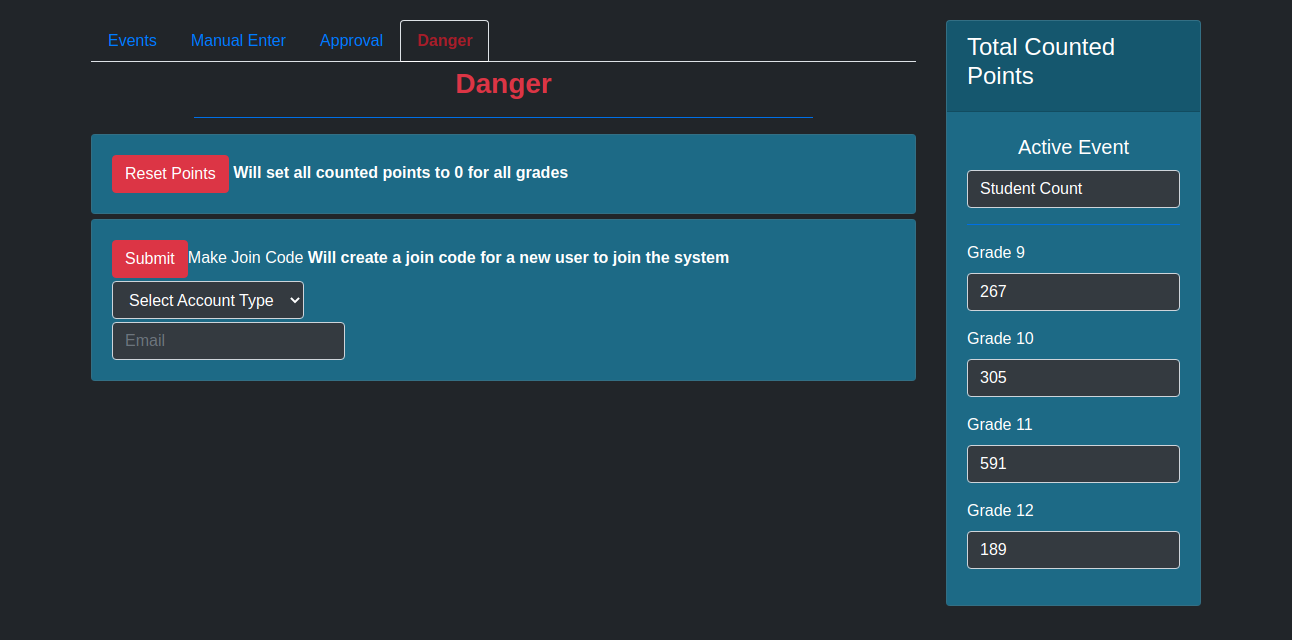 Events Manual Enter Approval Danger
Danger
Reset Points Will set all counted points to 0 for all grades
Submit Make Join Code Will create a join code for a new user to join the system
Select Account Type
Email
Total Counted
Points
Active Event
Student Count
Grade 9
267
Grade 10
305
Grade 11
591
Grade 12
189